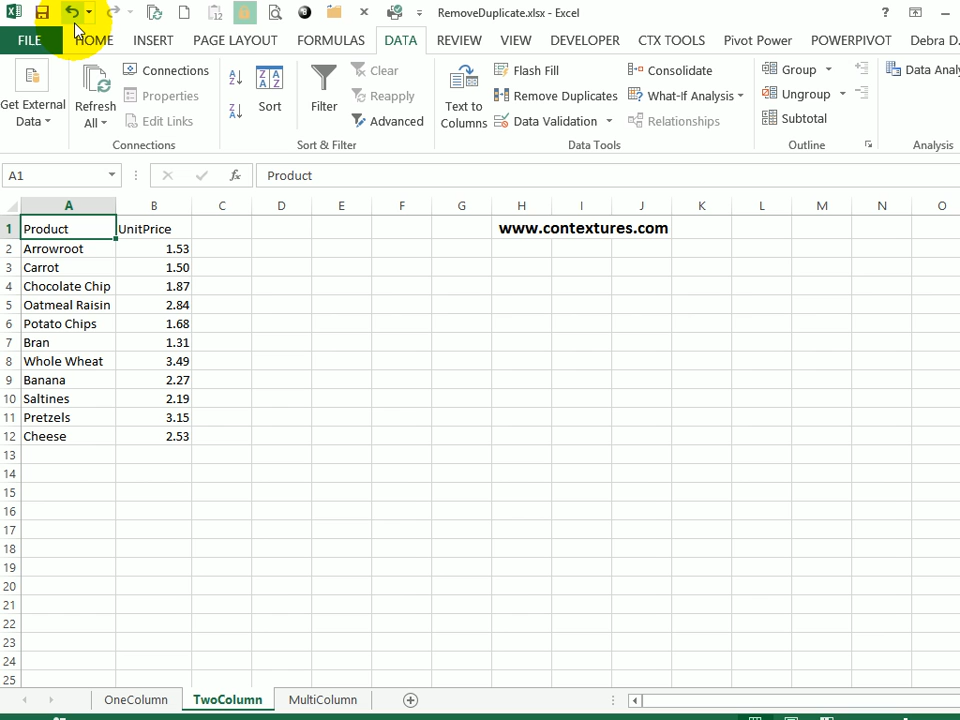 12
RemoveDuplicate.xlsx - Excel
?
FILE HOME INSERT PAGE LAYOUT FORMULAS DATA REVIEW VIEW DEVELOPER CTX TOOLS Pivot Power POWERPIVOT Debra D.
Get External Data
Refresh All
Connections
Properties
Edit Links
Connections
Sort
Filter
Clear
Reapply
Advanced
Sort & Filter
Text to Columns
Flash Fill
Remove Duplicates
Data Validation
Consolidate
What-If Analysis
Relationships
Data Tools
Group
Ungroup
Subtotal
Outline
Data Analy
Analysis
A1 fx Product
A B C D E F G H I J K L M N O
1 Product UnitPrice www.contextures.com
2 Arrowroot 1.53
3 Carrot 1.50
4 Chocolate Chip 1.87
5 Oatmeal Raisin 2.84
6 Potato Chips 1.68
7 Bran 1.31
8 Whole Wheat 3.49
9 Banana 2.27
10 Saltines 2.19
11 Pretzels 3.15
12 Cheese 2.53
13
14
15
16
17
18
19
20
21
22
23
24
25
OneColumn TwoColumn MultiColumn